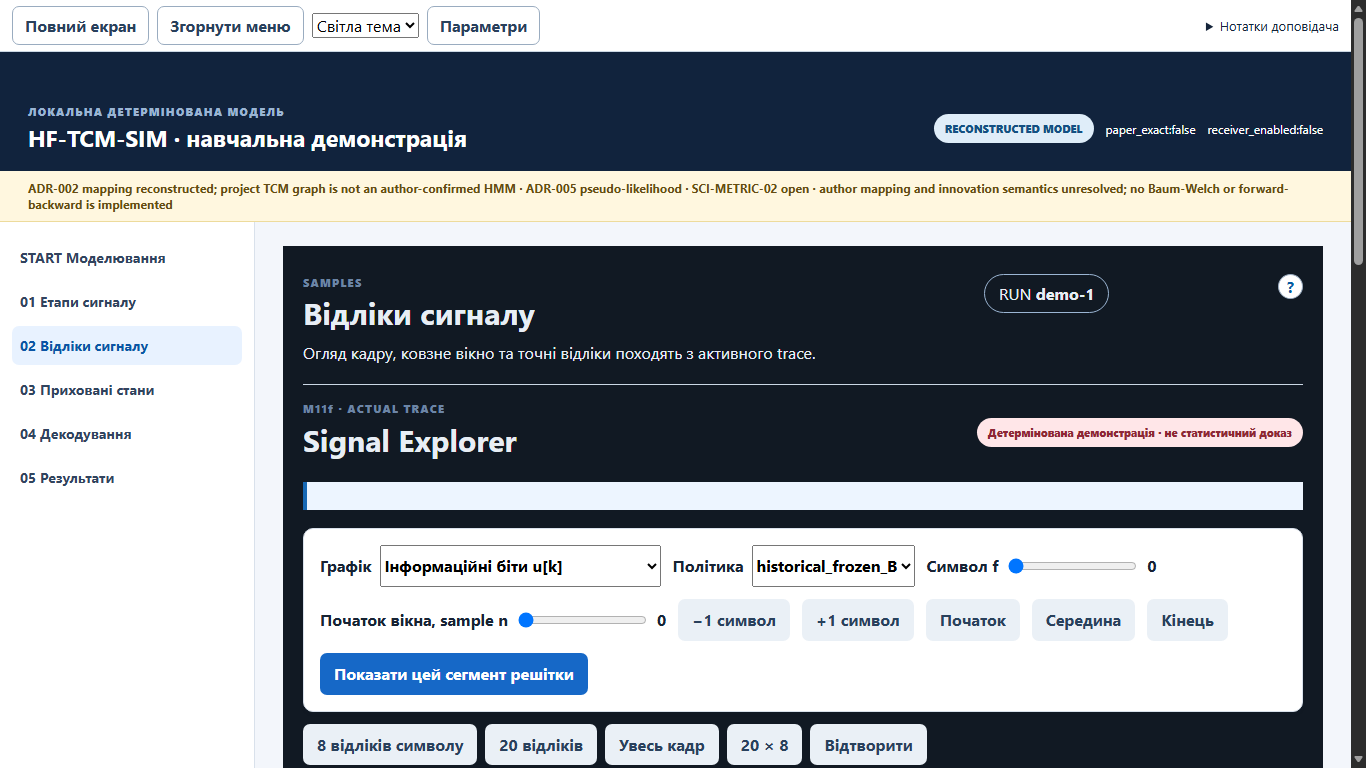 Повний екран Згорнути меню Світла тема Параметри ▶ Нотатки доповідача
ЛОКАЛЬНА ДЕТЕРМІНОВАНА МОДЕЛЬ
HF-TCM-SIM · навчальна демонстрація
RECONSTRUCTED MODEL paper_exact:false receiver_enabled:false
ADR-002 mapping reconstructed; project TCM graph is not an author-confirmed HMM · ADR-005 pseudo-likelihood · SCI-METRIC-02 open · author mapping and innovation semantics unresolved; no Baum-Welch or forward-
backward is implemented
START Моделювання
01 Етапи сигналу
02 Відліки сигналу
03 Приховані стани
04 Декодування
05 Результати
SAMPLES
Відліки сигналу
RUN demo-1
?
Огляд кадру, ковзне вікно та точні відліки походять з активного trace.
M11f · ACTUAL TRACE
Signal Explorer
Детермінована демонстрація · не статистичний доказ
Графік Інформаційні біти u[k] Політика historical_frozen_B Символ f 0
Початок вікна, sample n 0 −1 символ +1 символ Початок Середина Кінець
Показати цей сегмент решітки
8 відліків символу 20 відліків Увесь кадр 20 × 8 Відтворити